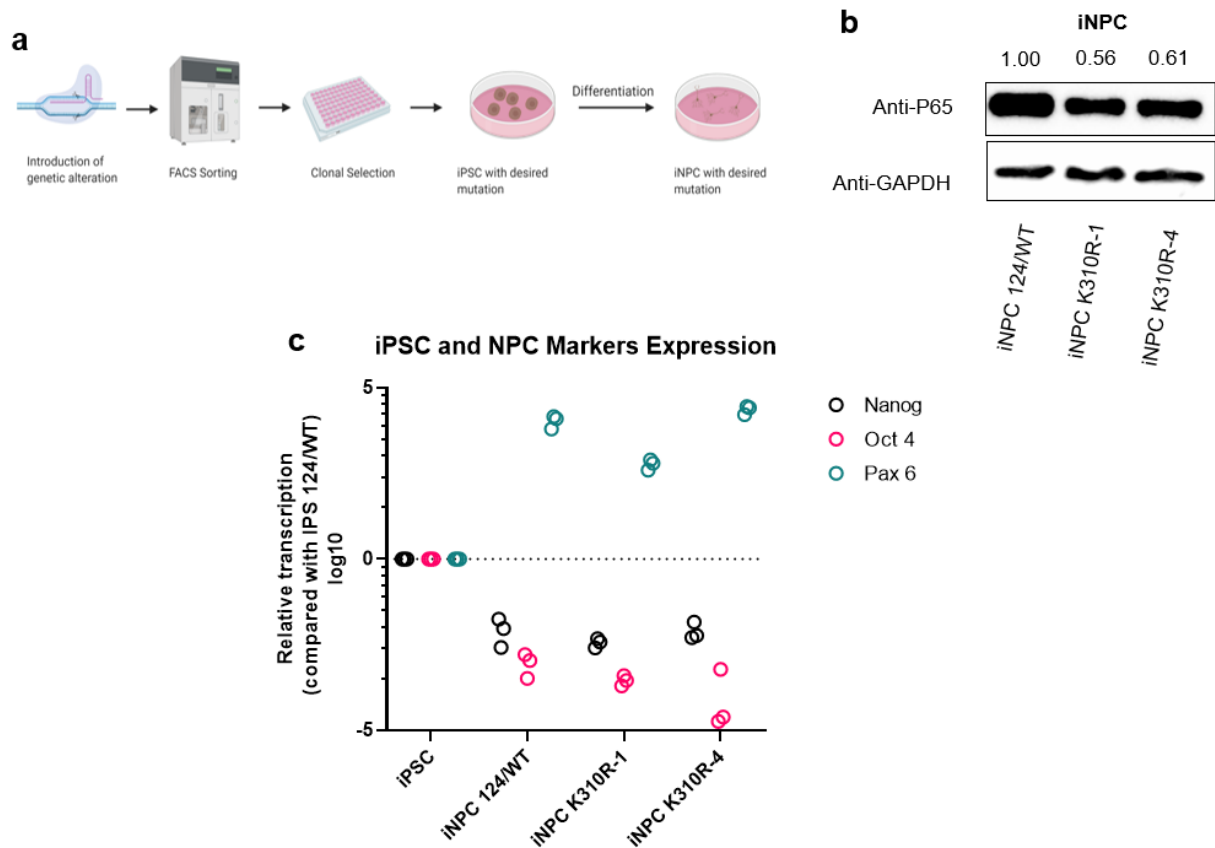 a
Introduction of
genetic alteration
FACS Sorting
Clonal Selection
iPSC with desired
mutation
Differentiation
iNPC with desired
mutation
b
iNPC
1.00 0.56 0.61
Anti-P65
Anti-GAPDH
iNPC 124/WT
iNPC K310R-1
iNPC K310R-4
c
iPSC and NPC Markers Expression
Relative transcription
(compared with IPS 124/WT)
log10
5
0
-5
iPSC
iNPC 124/WT
iNPC K310R-1
iNPC K310R-4
Nanog
Oct 4
Pax 6